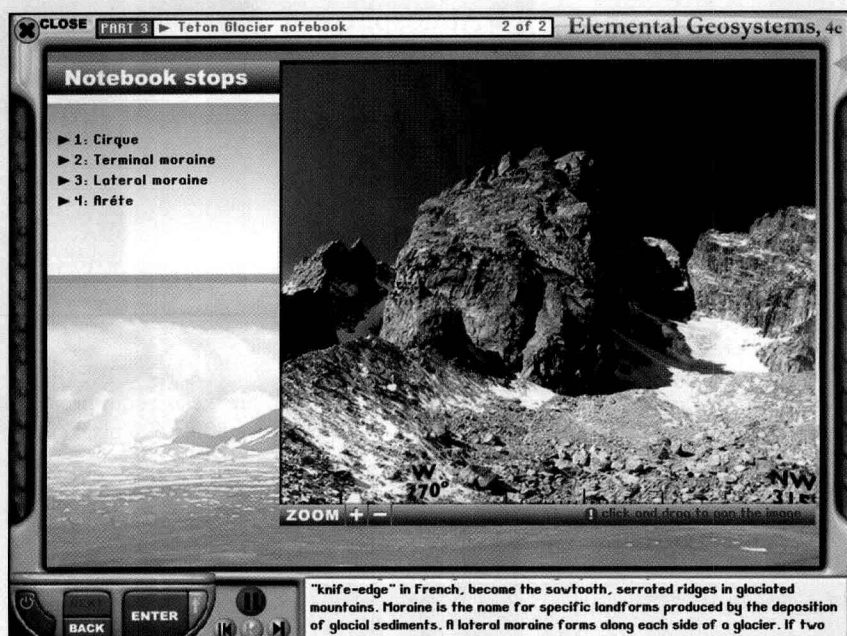 CLOSE PART 3 ► Teton Glacier notebook 2 of 2 Elemental Geosystems, 4e
Notebook stops
► 1: Cirque
► 2: Terminal moraine
► 3: Lateral moraine
► 4: Aréte
W
270°
NW
ZOOM + −
click and drag to pan the image
NEXT
BACK
ENTER
"knife-edge" in French, become the sawtooth, serrated ridges in glaciated
mountains. Moraine is the name for specific landforms produced by the deposition
of glacial sediments. A lateral moraine forms along each side of a glacier. If two